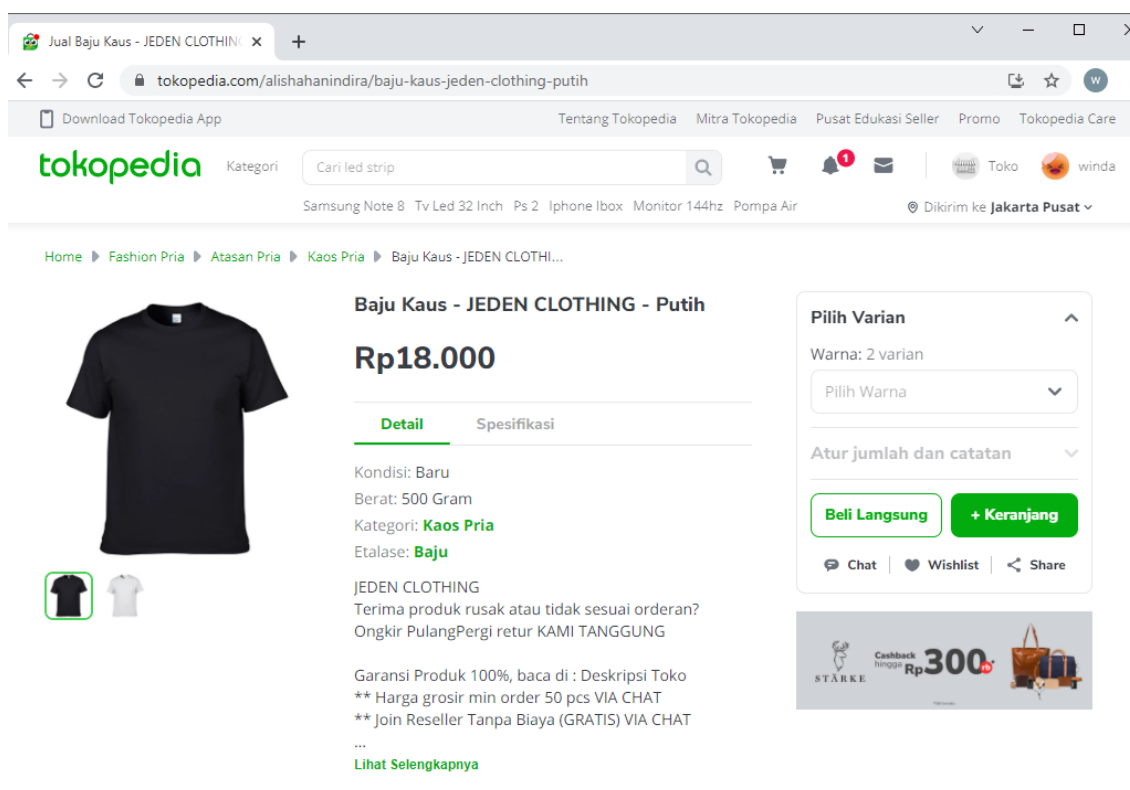 Jual Baju Kaus - JEDEN CLOTHIN
tokopedia.com/alishahanindira/baju-kaus-jeden-clothing-putih
W
Download Tokopedia App
Tentang Tokopedia Mitra Tokopedia Pusat Edukasi Seller Promo Tokopedia Care
tokopedia Kategori Cari led strip 1 Toko winda
Samsung Note 8 Tv Led 32 Inch Ps 2 Iphone Ibox Monitor 144hz Pompa Air
Dikirim ke Jakarta Pusat
Home Fashion Pria Atasan Pria Kaos Pria Baju Kaus - JEDEN CLOTHI...
Baju Kaus - JEDEN CLOTHING - Putih
Rp18.000
Detail Spesifikasi
Kondisi: Baru
Berat: 500 Gram
Kategori: Kaos Pria
Etalase: Baju
JEDEN CLOTHING
Terima produk rusak atau tidak sesuai orderan?
Ongkir PulangPergi retur KAMI TANGGUNG
Garansi Produk 100%, baca di : Deskripsi Toko
** Harga grosir min order 50 pcs VIA CHAT
** Join Reseller Tanpa Biaya (GRATIS) VIA CHAT
...
Lihat Selengkapnya
Pilih Varian
Warna: 2 varian
Pilih Warna
Atur jumlah dan catatan
Beli Langsung + Keranjang
Chat Wishlist Share
STÄRKE
Cashback
hingga Rp300rb